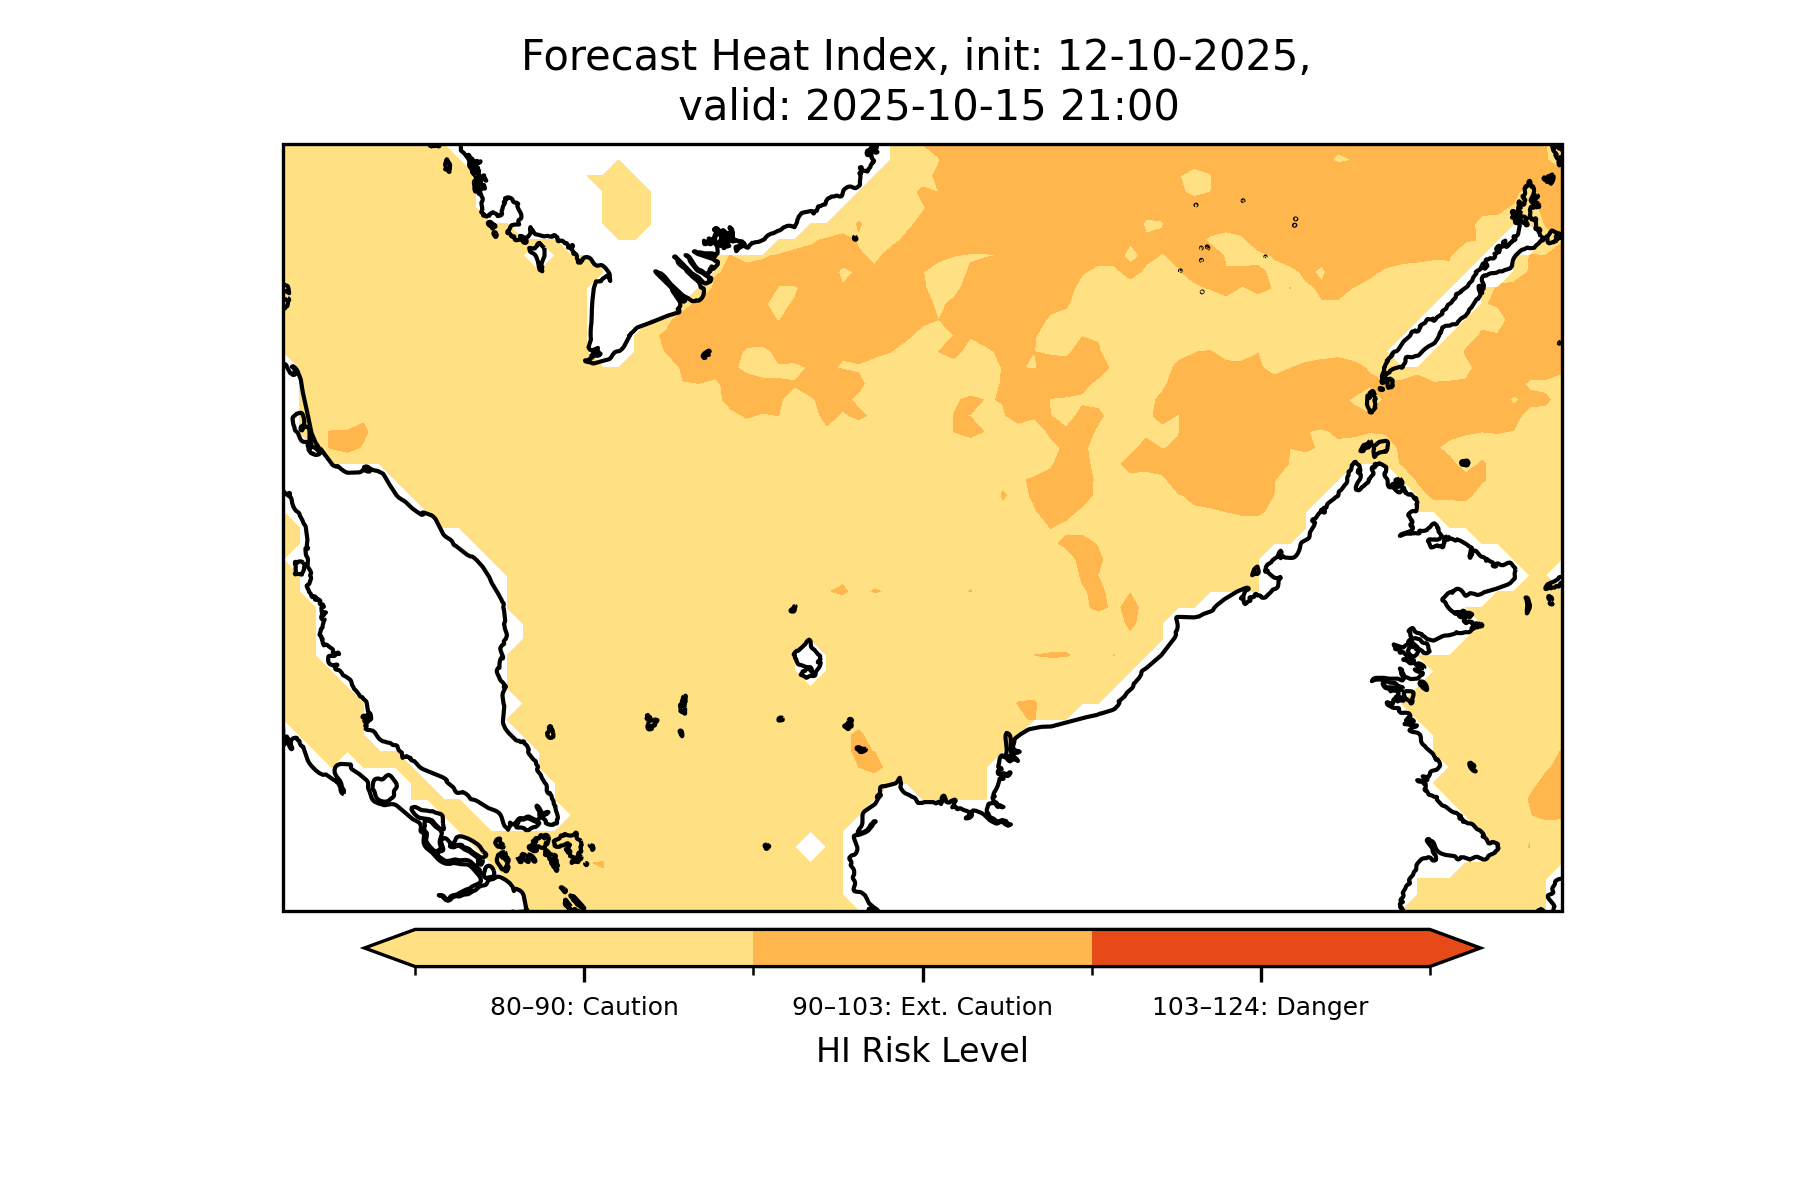 Forecast Heat Index, init: 12-10-2025,
valid: 2025-10-15 21:00
80–90: Caution
90–103: Ext. Caution
103–124: Danger
HI Risk Level